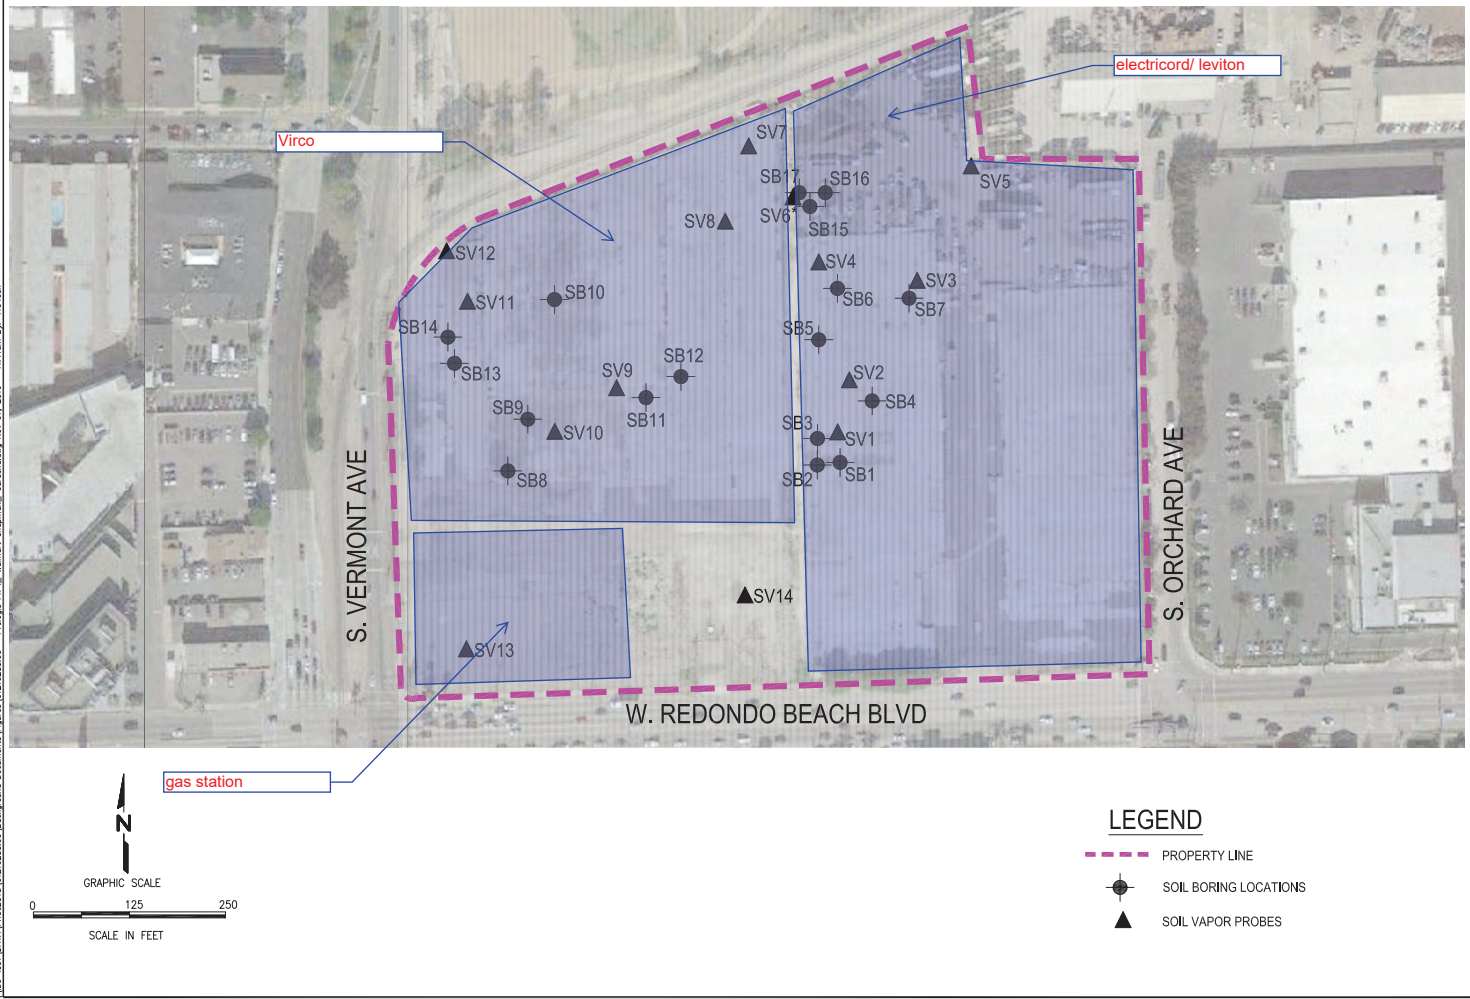 electricord/ leviton
Virco
SV7
SB17
SB16
SV5
SV6*
SB15
SV8
SV12
SV4
SV3
SV11
SB10
SB6
SB7
SB14
SB5
SB13
SB12
SV9
SV2
SB11
SB4
SB9
SV10
SB3
SV1
SB8
SB2
SB1
S. VERMONT AVE
S. ORCHARD AVE
SV14
SV13
W. REDONDO BEACH BLVD
gas station
N
GRAPHIC SCALE
0 125 250
SCALE IN FEET
LEGEND
PROPERTY LINE
SOIL BORING LOCATIONS
SOIL VAPOR PROBES